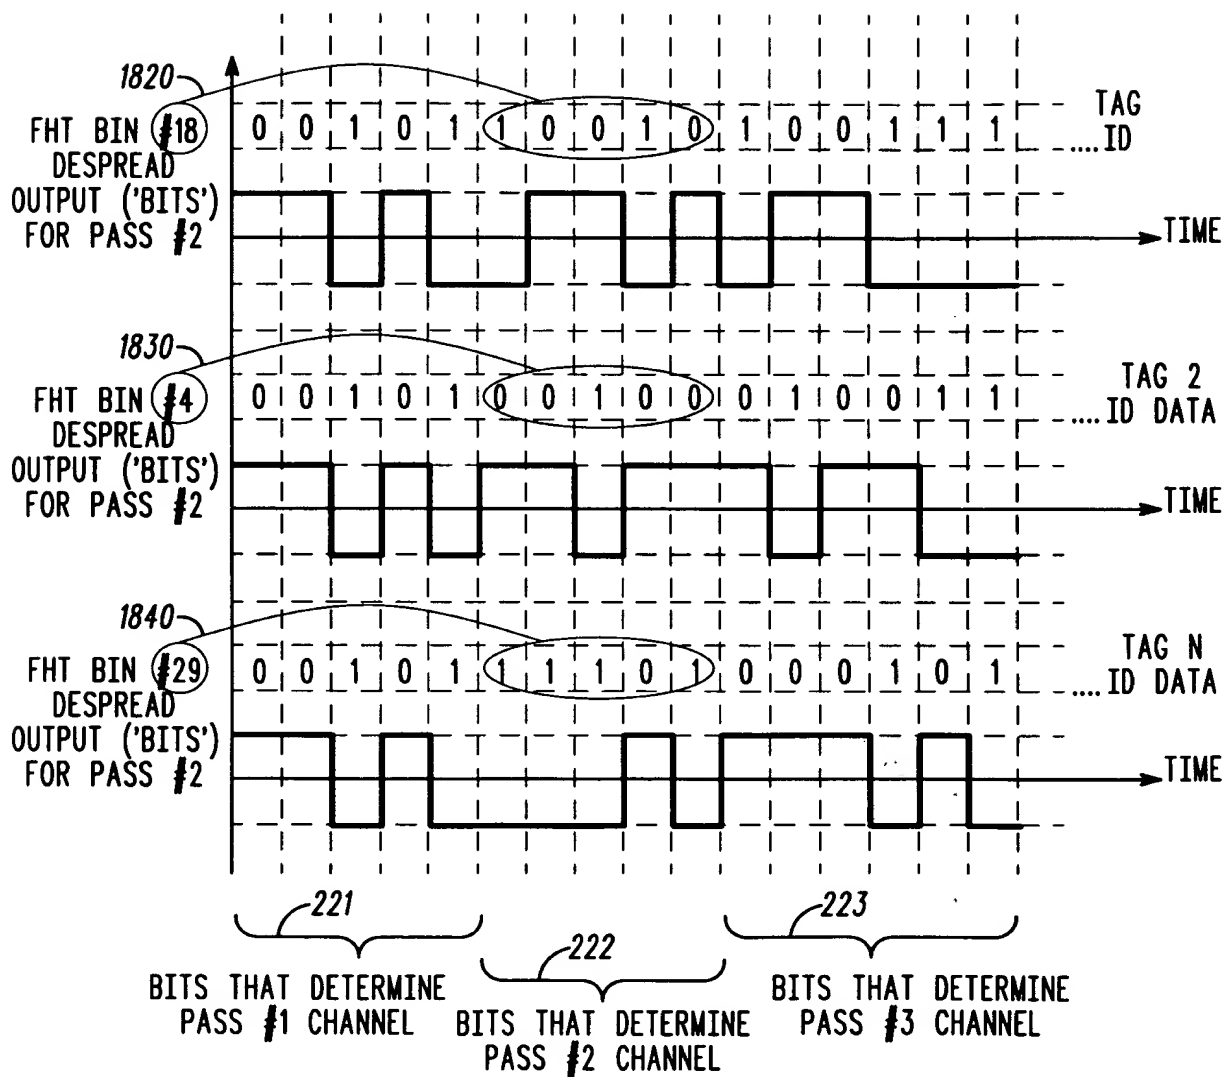 1820
FHT BIN #18 0 0 1 0 1 1 0 0 1 0 1 0 0 1 1 1 TAG
DESPREAD .... ID
OUTPUT ('BITS')
FOR PASS #2
TIME
1830
FHT BIN #4 0 0 1 0 1 0 0 1 0 0 0 1 0 0 1 1 TAG 2
DESPREAD .... ID DATA
OUTPUT ('BITS')
FOR PASS #2
TIME
1840
FHT BIN #29 0 0 1 0 1 1 1 1 0 1 0 0 0 1 0 1 TAG N
DESPREAD .... ID DATA
OUTPUT ('BITS')
FOR PASS #2
TIME
221
BITS THAT DETERMINE
PASS #1 CHANNEL
222
BITS THAT DETERMINE
PASS #2 CHANNEL
223
BITS THAT DETERMINE
PASS #3 CHANNEL